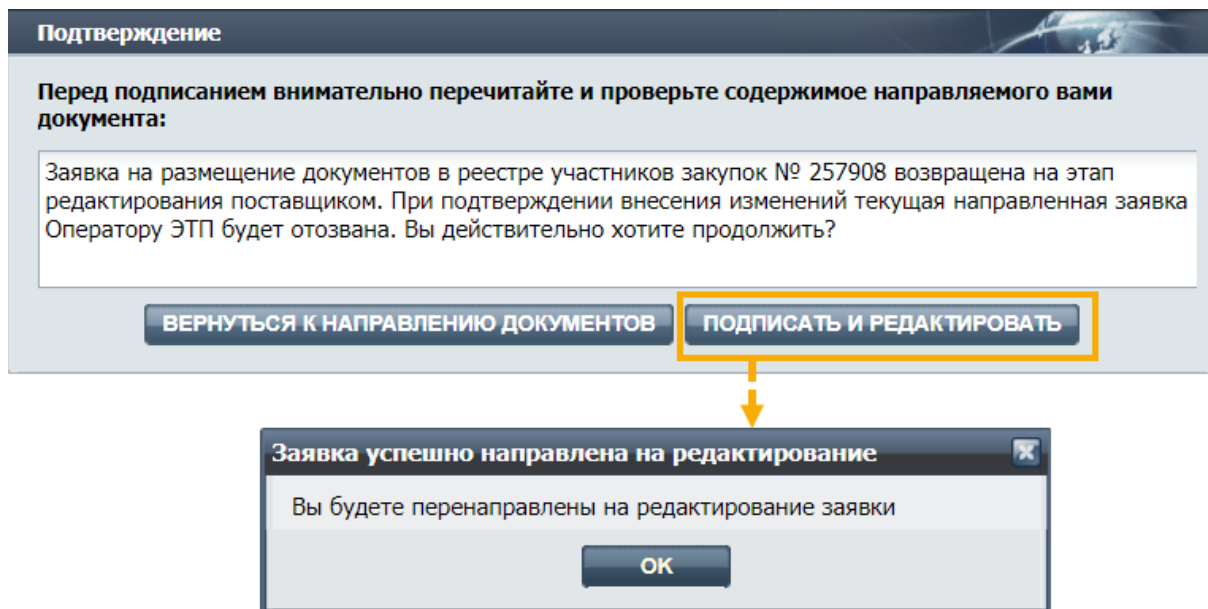 Подтверждение
Перед подписанием внимательно перечитайте и проверьте содержимое направляемого вами
документа:
Заявка на размещение документов в реестре участников закупок № 257908 возвращена на этап
редактирования поставщиком. При подтверждении внесения изменений текущая направленная заявка
Оператору ЭТП будет отозвана. Вы действительно хотите продолжить?
ВЕРНУТЬСЯ К НАПРАВЛЕНИЮ ДОКУМЕНТОВ
ПОДПИСАТЬ И РЕДАКТИРОВАТЬ
Заявка успешно направлена на редактирование
Вы будете перенаправлены на редактирование заявки
ОК